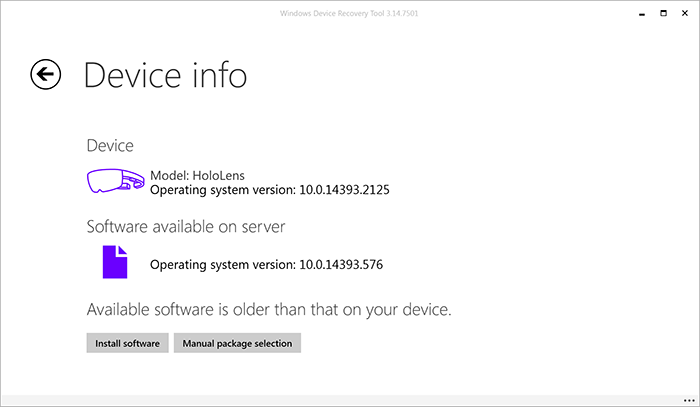 Windows Device Recovery Tool 3.14.7501
Device info
Device
Model: HoloLens
Operating system version: 10.0.14393.2125
Software available on server
Operating system version: 10.0.14393.576
Available software is older than that on your device.
Install software
Manual package selection